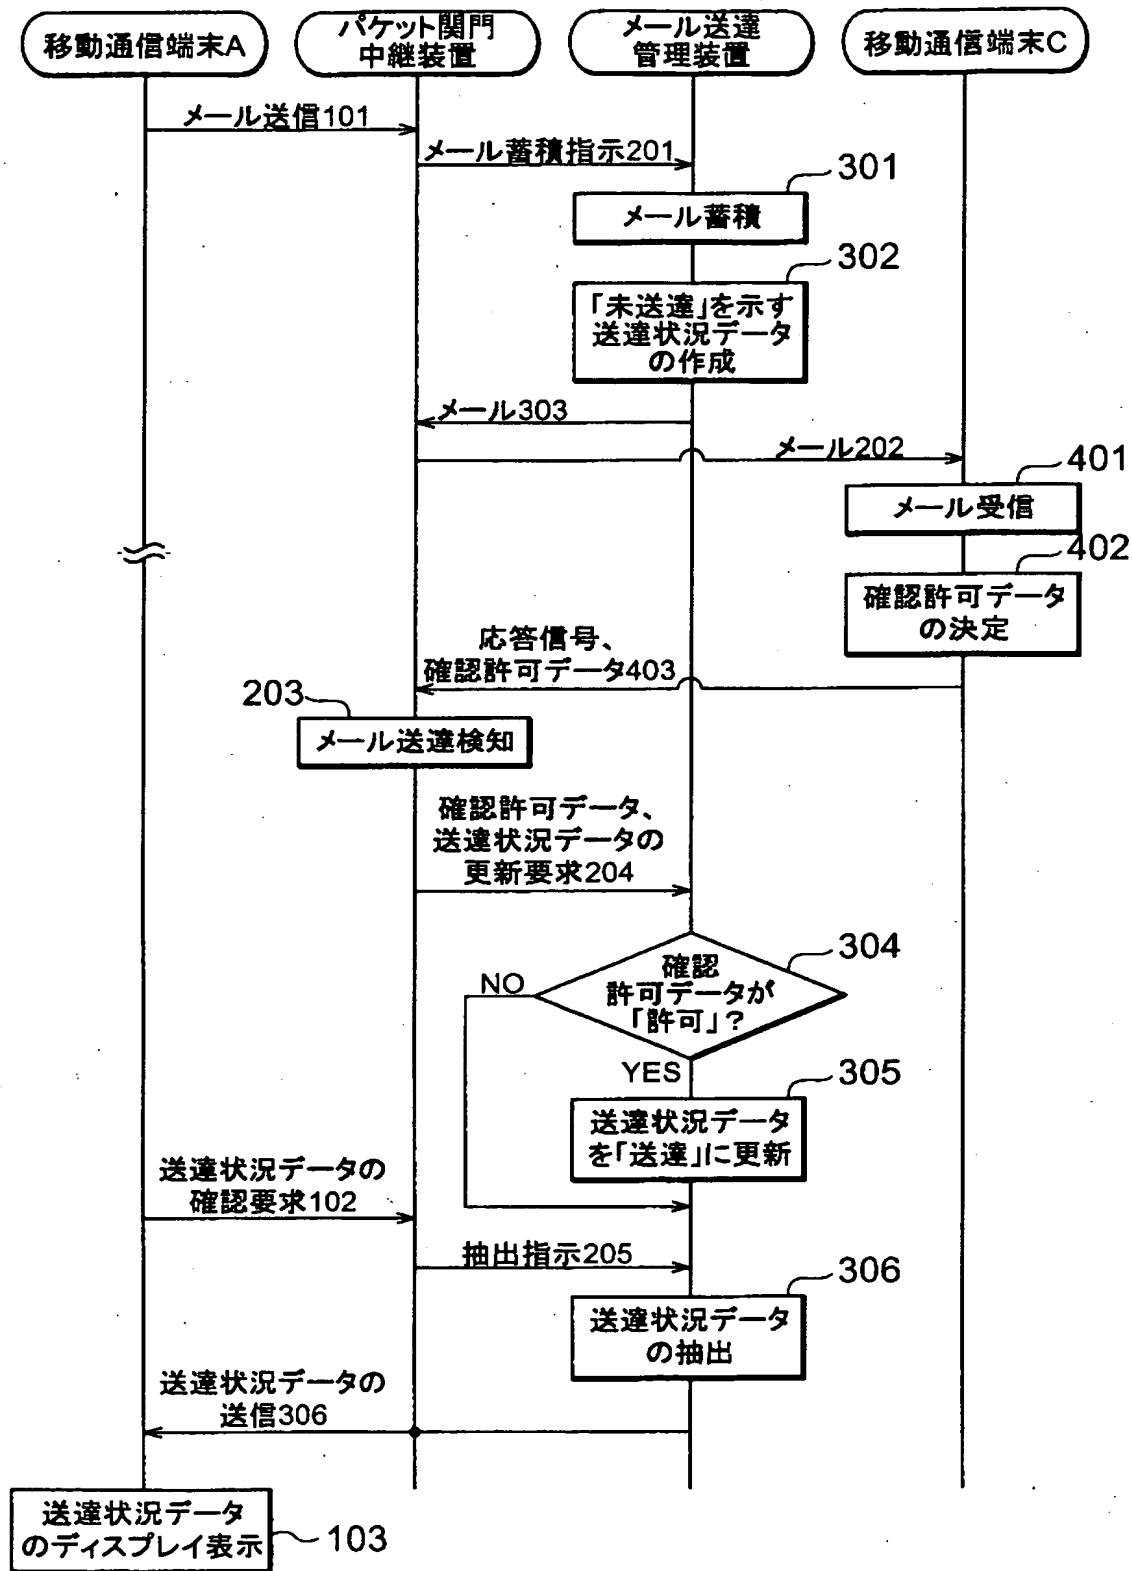 移動通信端末A
パケット関門
中継装置
メール送達
管理装置
移動通信端末C
メール送信101
メール蓄積指示201
301
メール蓄積
302
「未送達」を示す
送達状況データ
の作成
メール303
メール202
401
メール受信
402
確認許可データ
の決定
応答信号、
確認許可データ403
203
メール送達検知
確認許可データ、
送達状況データの
更新要求204
304
確認
許可データが
「許可」?
NO
YES
305
送達状況データ
を「送達」に更新
送達状況データの
確認要求102
抽出指示205
306
送達状況データ
の抽出
送達状況データの
送信306
送達状況データ
のディスプレイ表示
103